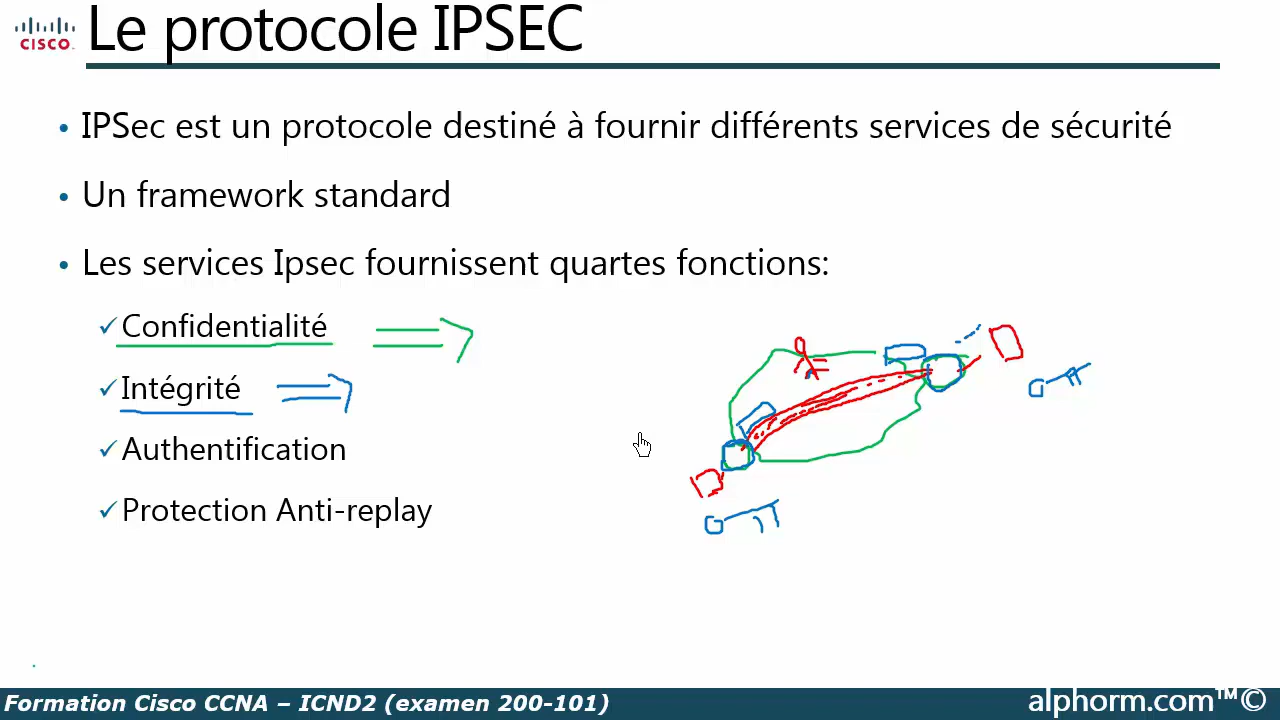 CISCO
Le protocole IPSEC
• IPSec est un protocole destiné à fournir différents services de sécurité
• Un framework standard
• Les services Ipsec fournissent quartes fonctions:
✓ Confidentialité
✓ Intégrité
✓ Authentification
✓ Protection Anti-replay
Formation Cisco CCNA – ICND2 (examen 200-101)
alphorm.com™©